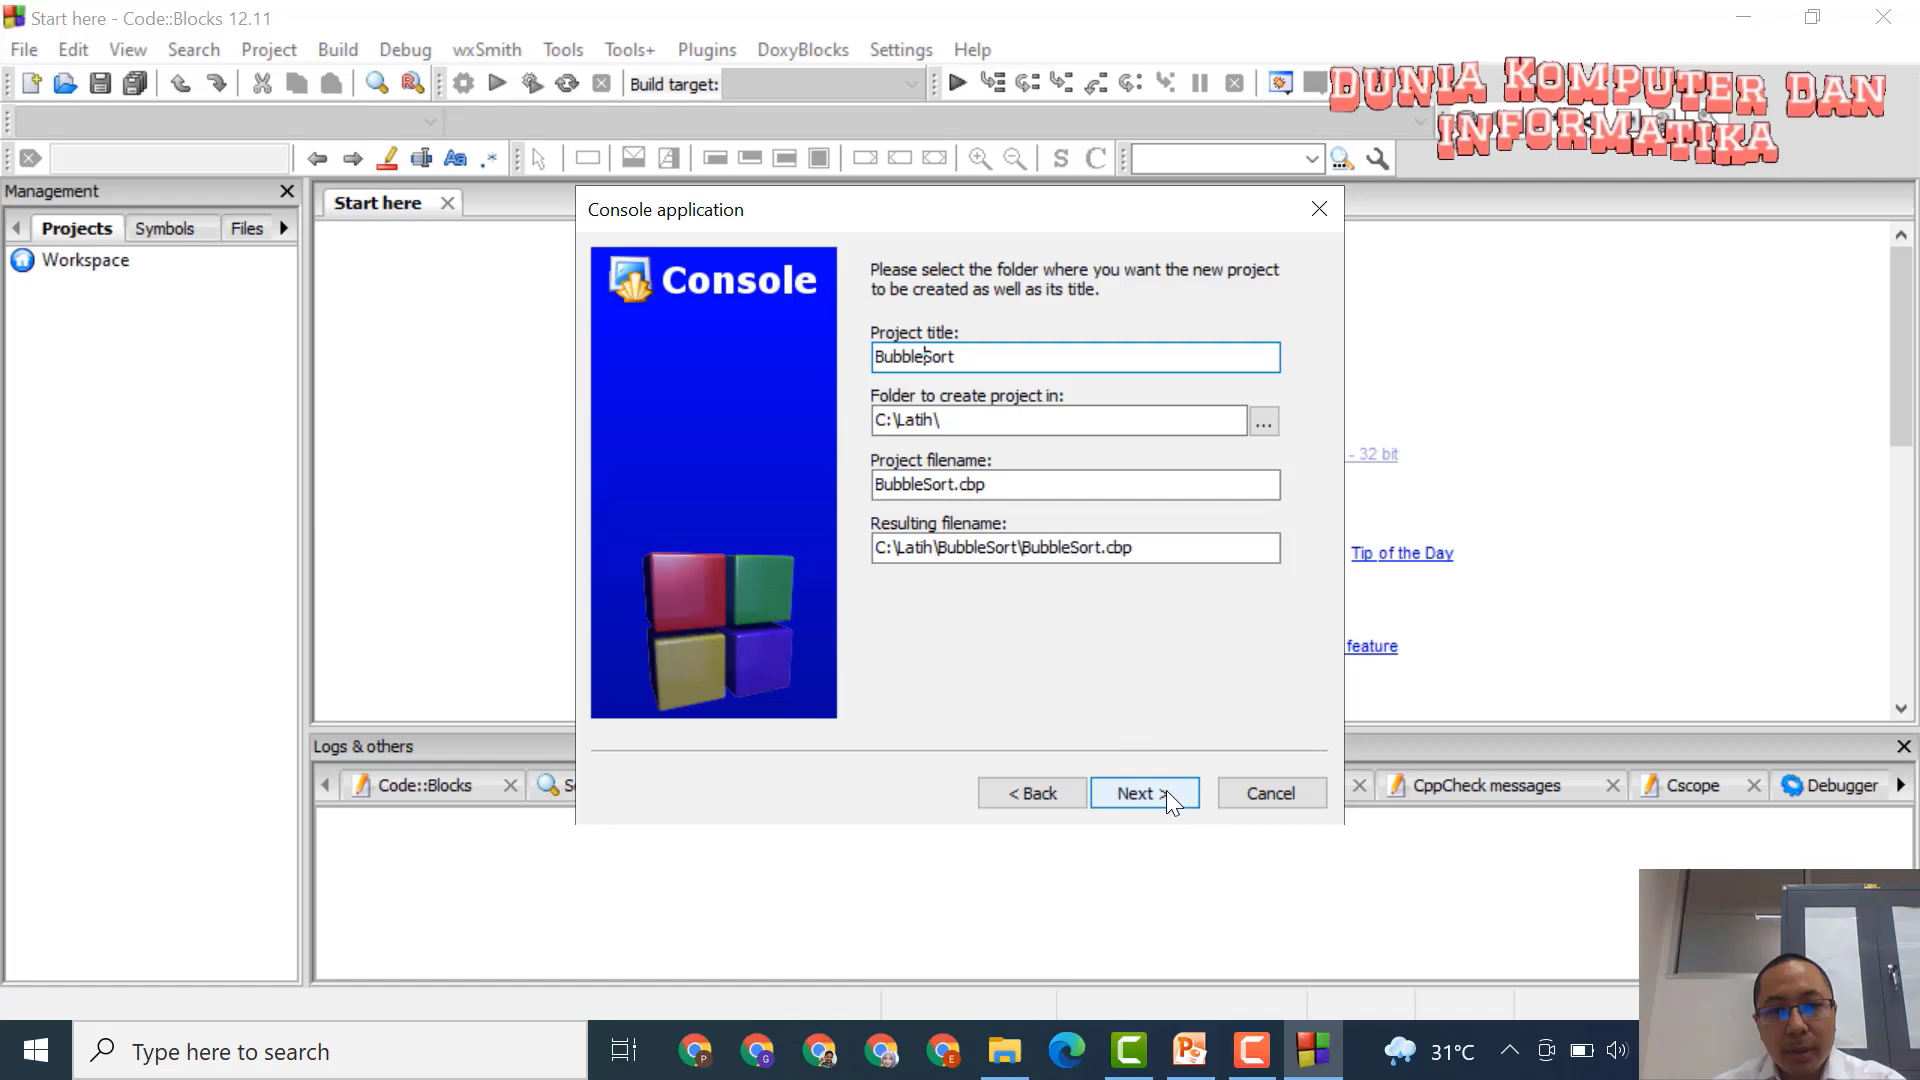 Start here - Code::Blocks 12.11
File Edit View Search Project Build Debug wxSmith Tools Tools+ Plugins DoxyBlocks Settings Help
Build target:
DUNIA KOMPUTER DAN
INFORMATIKA
S C
Management
Projects Symbols Files
Workspace
Start here
Console application
Console
Please select the folder where you want the new project
to be created as well as its title.
Project title:
BubbleSort
Folder to create project in:
C:\Latih\
...
Project filename:
BubbleSort.cbp
Resulting filename:
C:\Latih\BubbleSort\BubbleSort.cbp
< Back Next > Cancel
- 32 bit
Tip of the Day
feature
Logs & others
Code::Blocks CppCheck messages Cscope Debugger
Type here to search
31°C